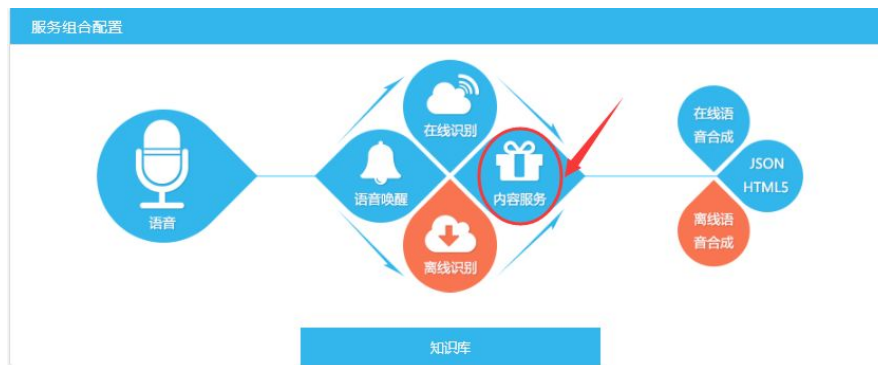 服务组合配置
在线识别
在线语
音合成
语音
语音唤醒
内容服务
JSON
HTML5
离线识别
离线语
音合成
知识库